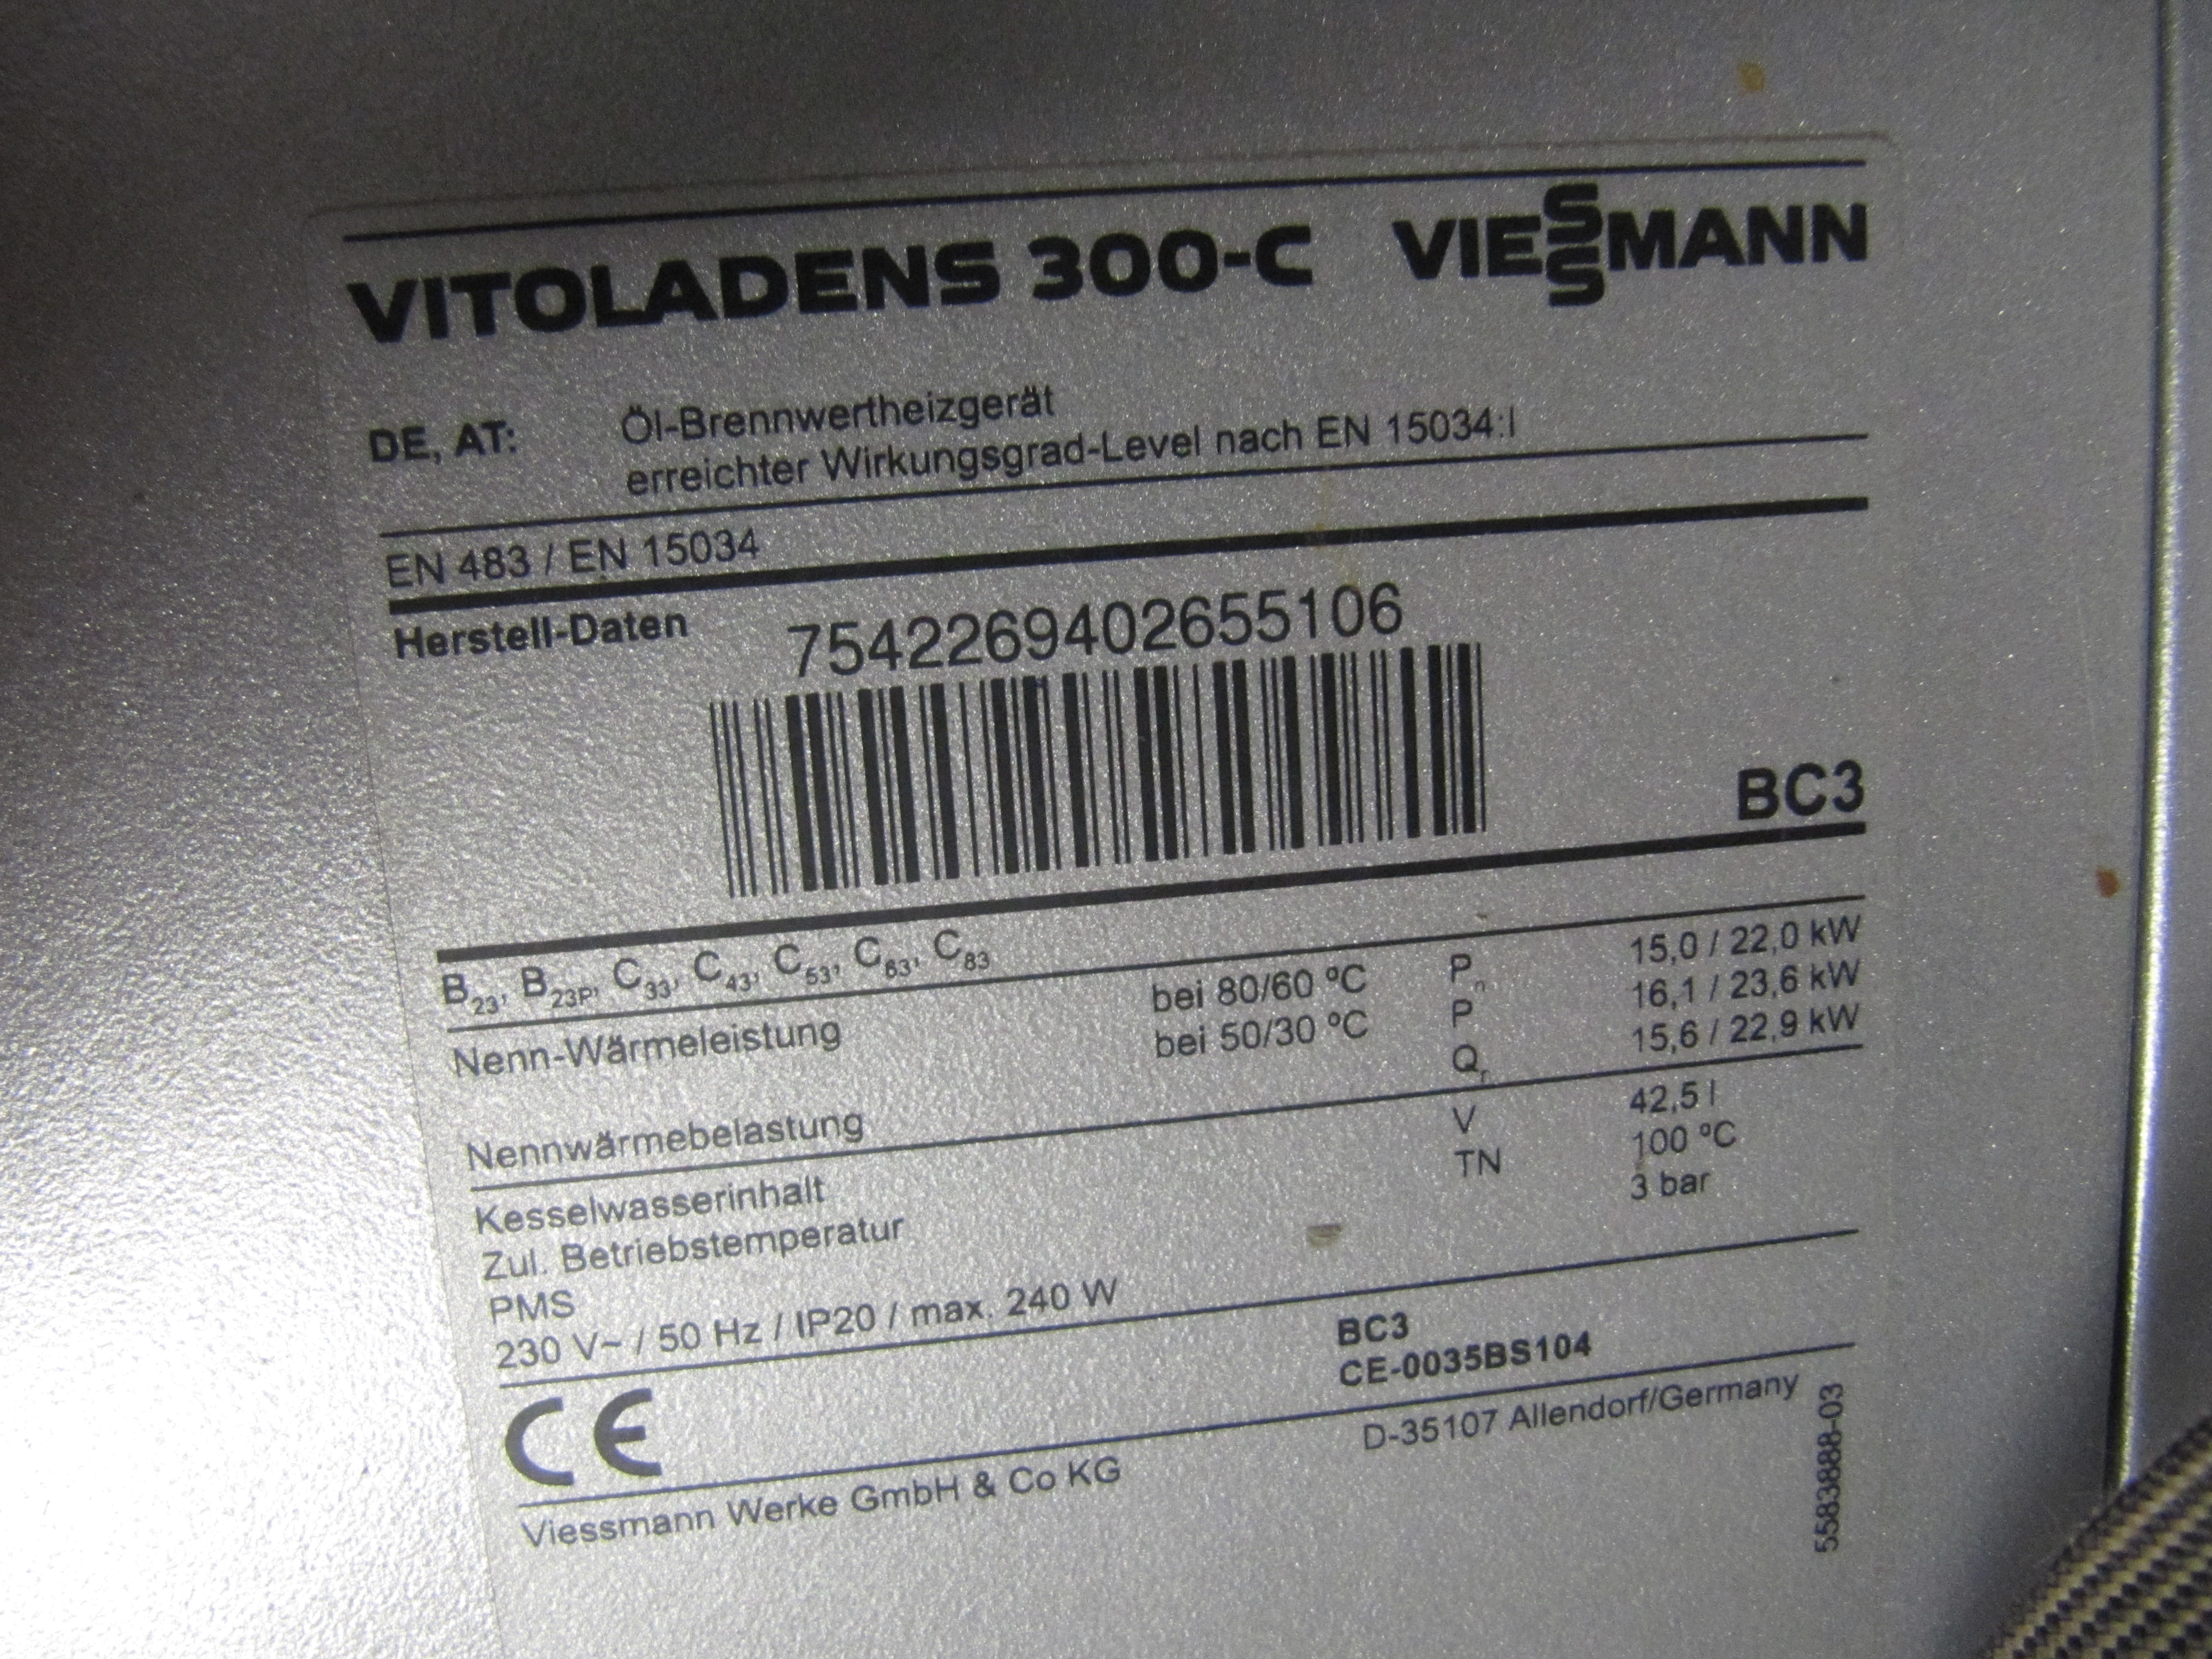 VITOLADENS 300-C VIESSMANN
DE, AT: Öl-Brennwertheizgerät
erreichter Wirkungsgrad-Level nach EN 15034:I
EN 483 / EN 15034
Herstell-Daten 7542269402655106
BC3
B23, B23P, C33, C43, C53, C63, C83
Nenn-Wärmeleistung bei 80/60 ºC Pn 15,0 / 22,0 kW
bei 50/30 ºC P 16,1 / 23,6 kW
Nennwärmebelastung Qr 15,6 / 22,9 kW
Kesselwasserinhalt V 42,5 l
Zul. Betriebstemperatur TN 100 ºC
PMS 3 bar
230 V~ / 50 Hz / IP20 / max. 240 W
BC3
CE CE-0035BS104
Viessmann Werke GmbH & Co KG D-35107 Allendorf/Germany
5583888-03